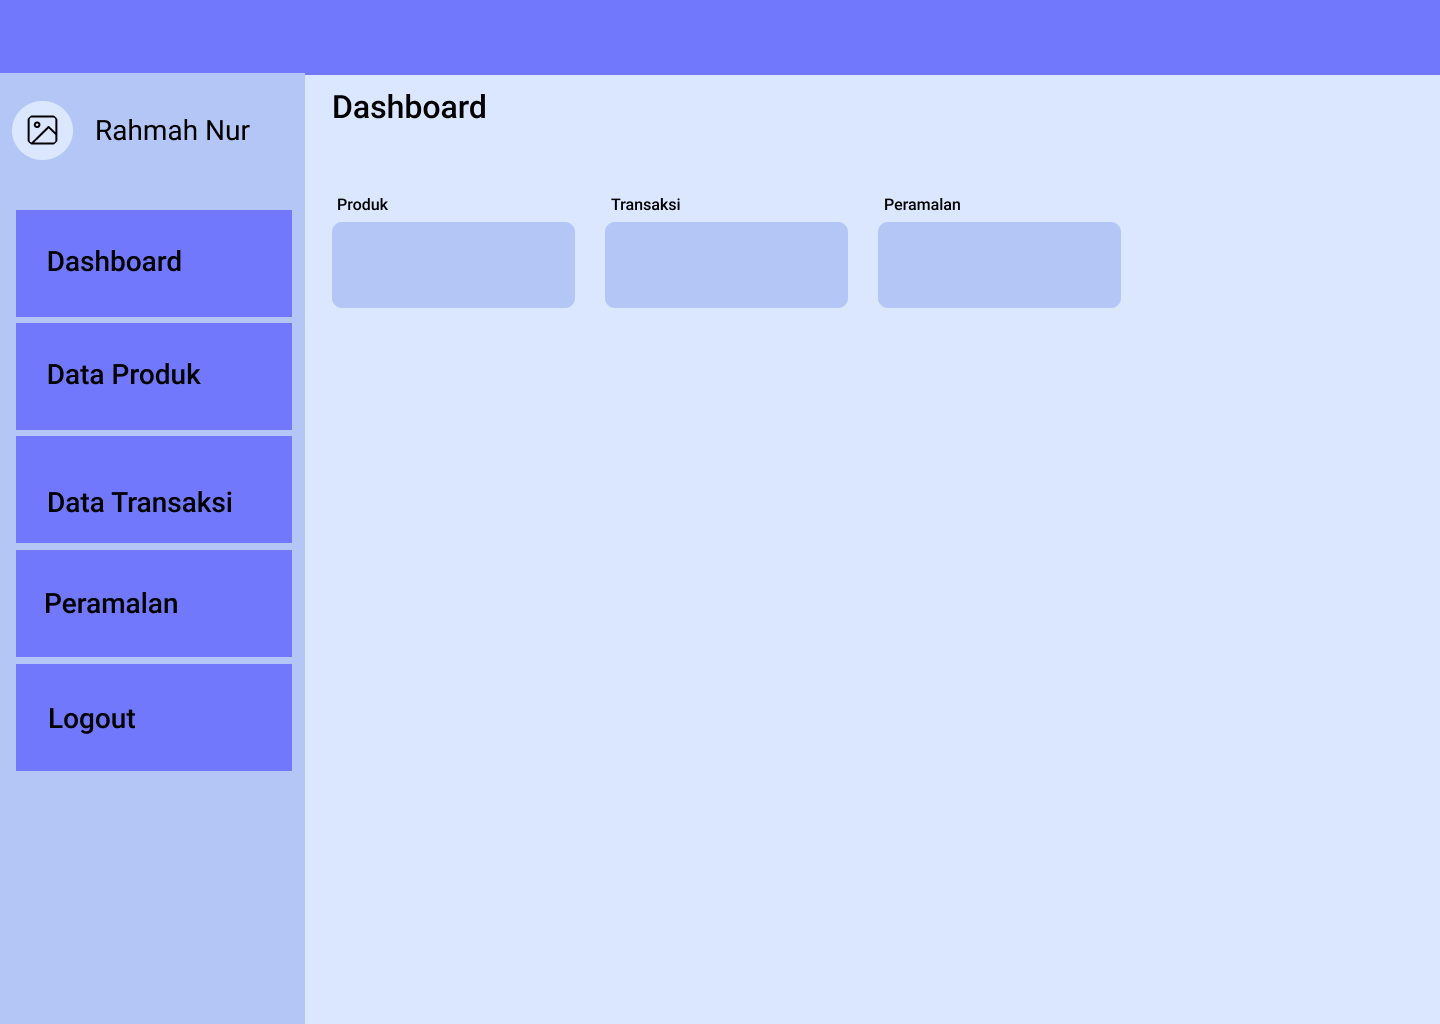 Dashboard
Rahmah Nur
Produk
Transaksi
Peramalan
Dashboard
Data Produk
Data Transaksi
Peramalan
Logout